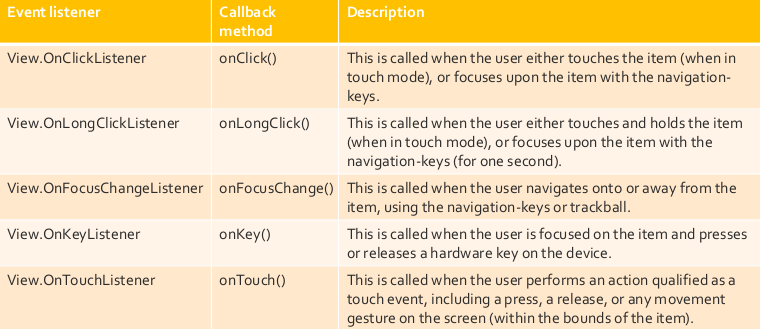 Event listener
Callback
method
Description
View.OnClickListener
onClick()
This is called when the user either touches the item (when in
touch mode), or focuses upon the item with the navigation-
keys.
View.OnLongClickListener
onLongClick()
This is called when the user either touches and holds the item
(when in touch mode), or focuses upon the item with the
navigation-keys (for one second).
View.OnFocusChangeListener
onFocusChange()
This is called when the user navigates onto or away from the
item, using the navigation-keys or trackball.
View.OnKeyListener
onKey()
This is called when the user is focused on the item and presses
or releases a hardware key on the device.
View.OnTouchListener
onTouch()
This is called when the user performs an action qualified as a
touch event, including a press, a release, or any movement
gesture on the screen (within the bounds of the item).